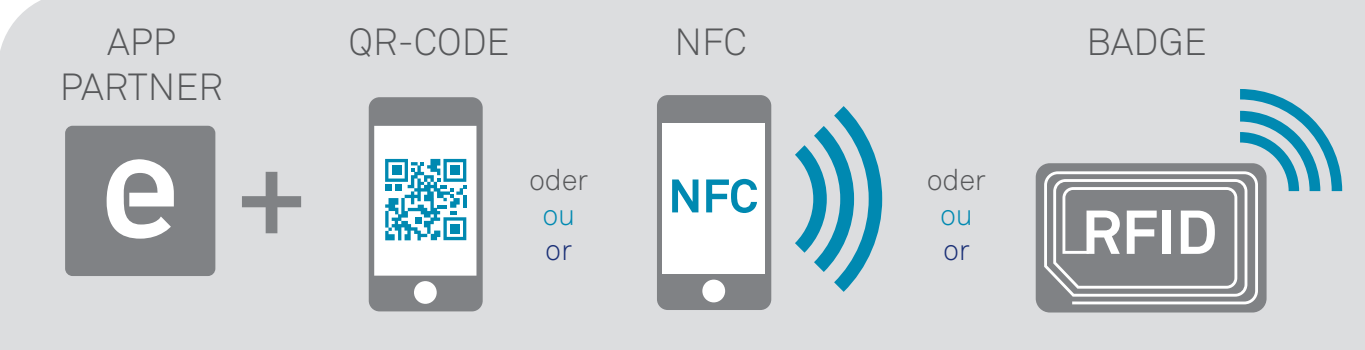 APP
PARTNER
e
QR-CODE
oder
ou
or
NFC
NFC
oder
ou
or
BADGE
RFID